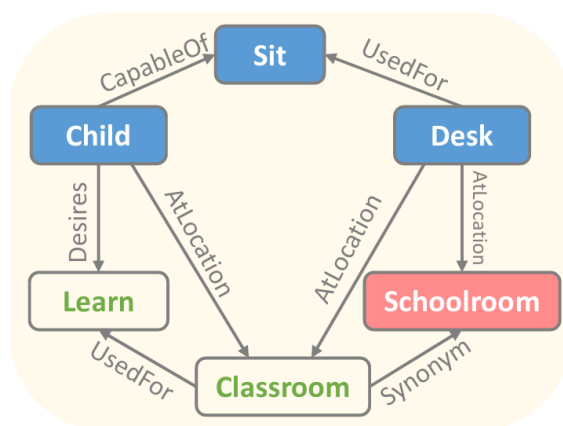 Sit
CapableOf
UsedFor
Child
Desk
Desires
AtLocation
AtLocation
AtLocation
Learn
Schoolroom
UsedFor
Classroom
Synonym